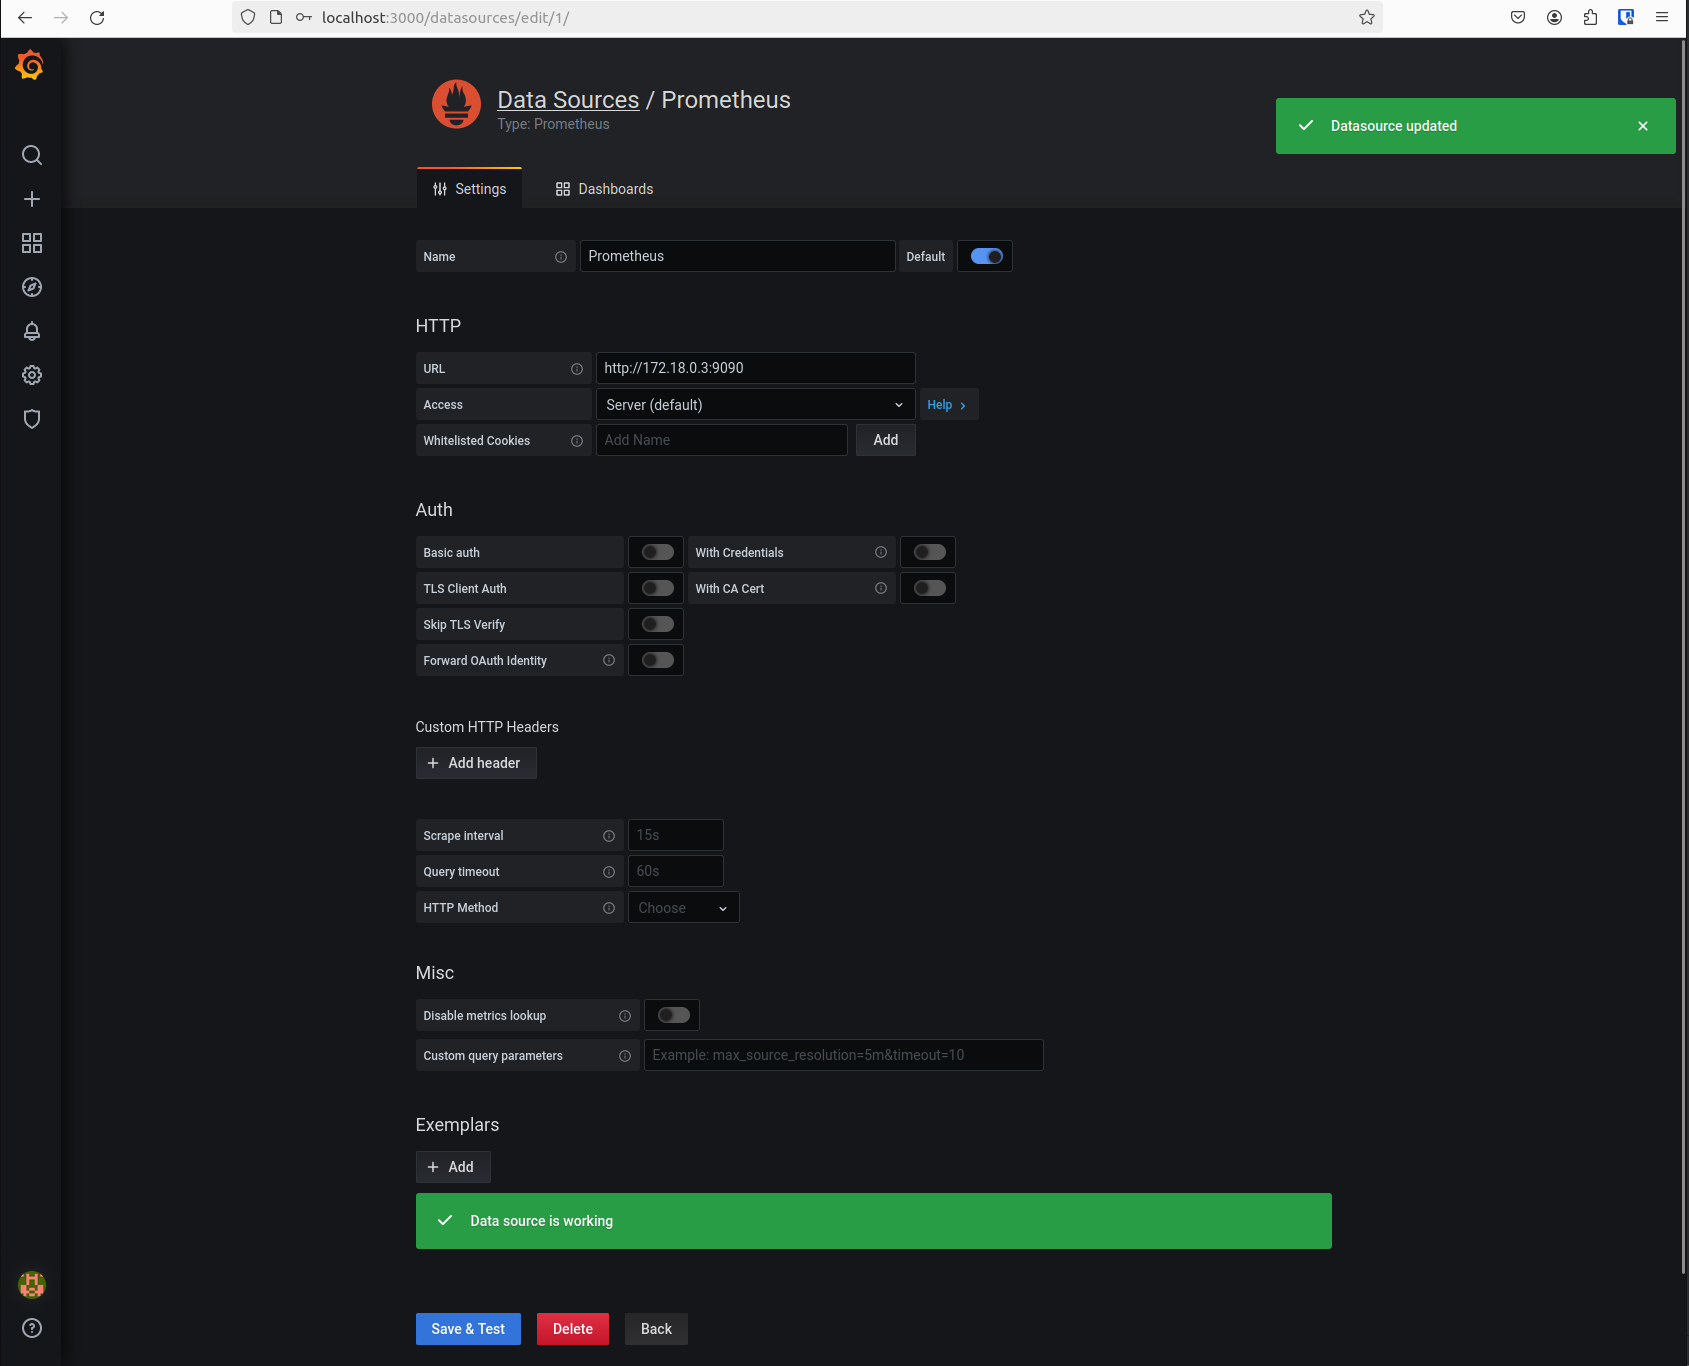 localhost:3000/datasources/edit/1/
Data Sources / Prometheus
Type: Prometheus
Datasource updated
Settings
Dashboards
Name
Prometheus
Default
HTTP
URL
http://172.18.0.3:9090
Access
Server (default)
Help
Whitelisted Cookies
Add Name
Add
Auth
Basic auth
With Credentials
TLS Client Auth
With CA Cert
Skip TLS Verify
Forward OAuth Identity
Custom HTTP Headers
Add header
Scrape interval
15s
Query timeout
60s
HTTP Method
Choose
Misc
Disable metrics lookup
Custom query parameters
Example: max_source_resolution=5m&timeout=10
Exemplars
Add
Data source is working
Save & Test
Delete
Back